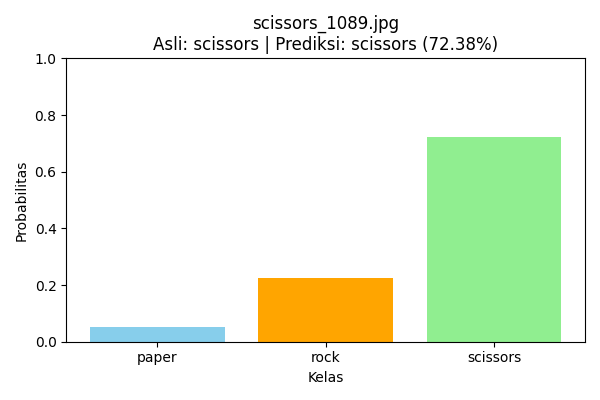 scissors_1089.jpg
Asli: scissors | Prediksi: scissors (72.38%)
1.0
0.8
0.6
0.4
0.2
0.0
Probabilitas
paper
rock
scissors
Kelas